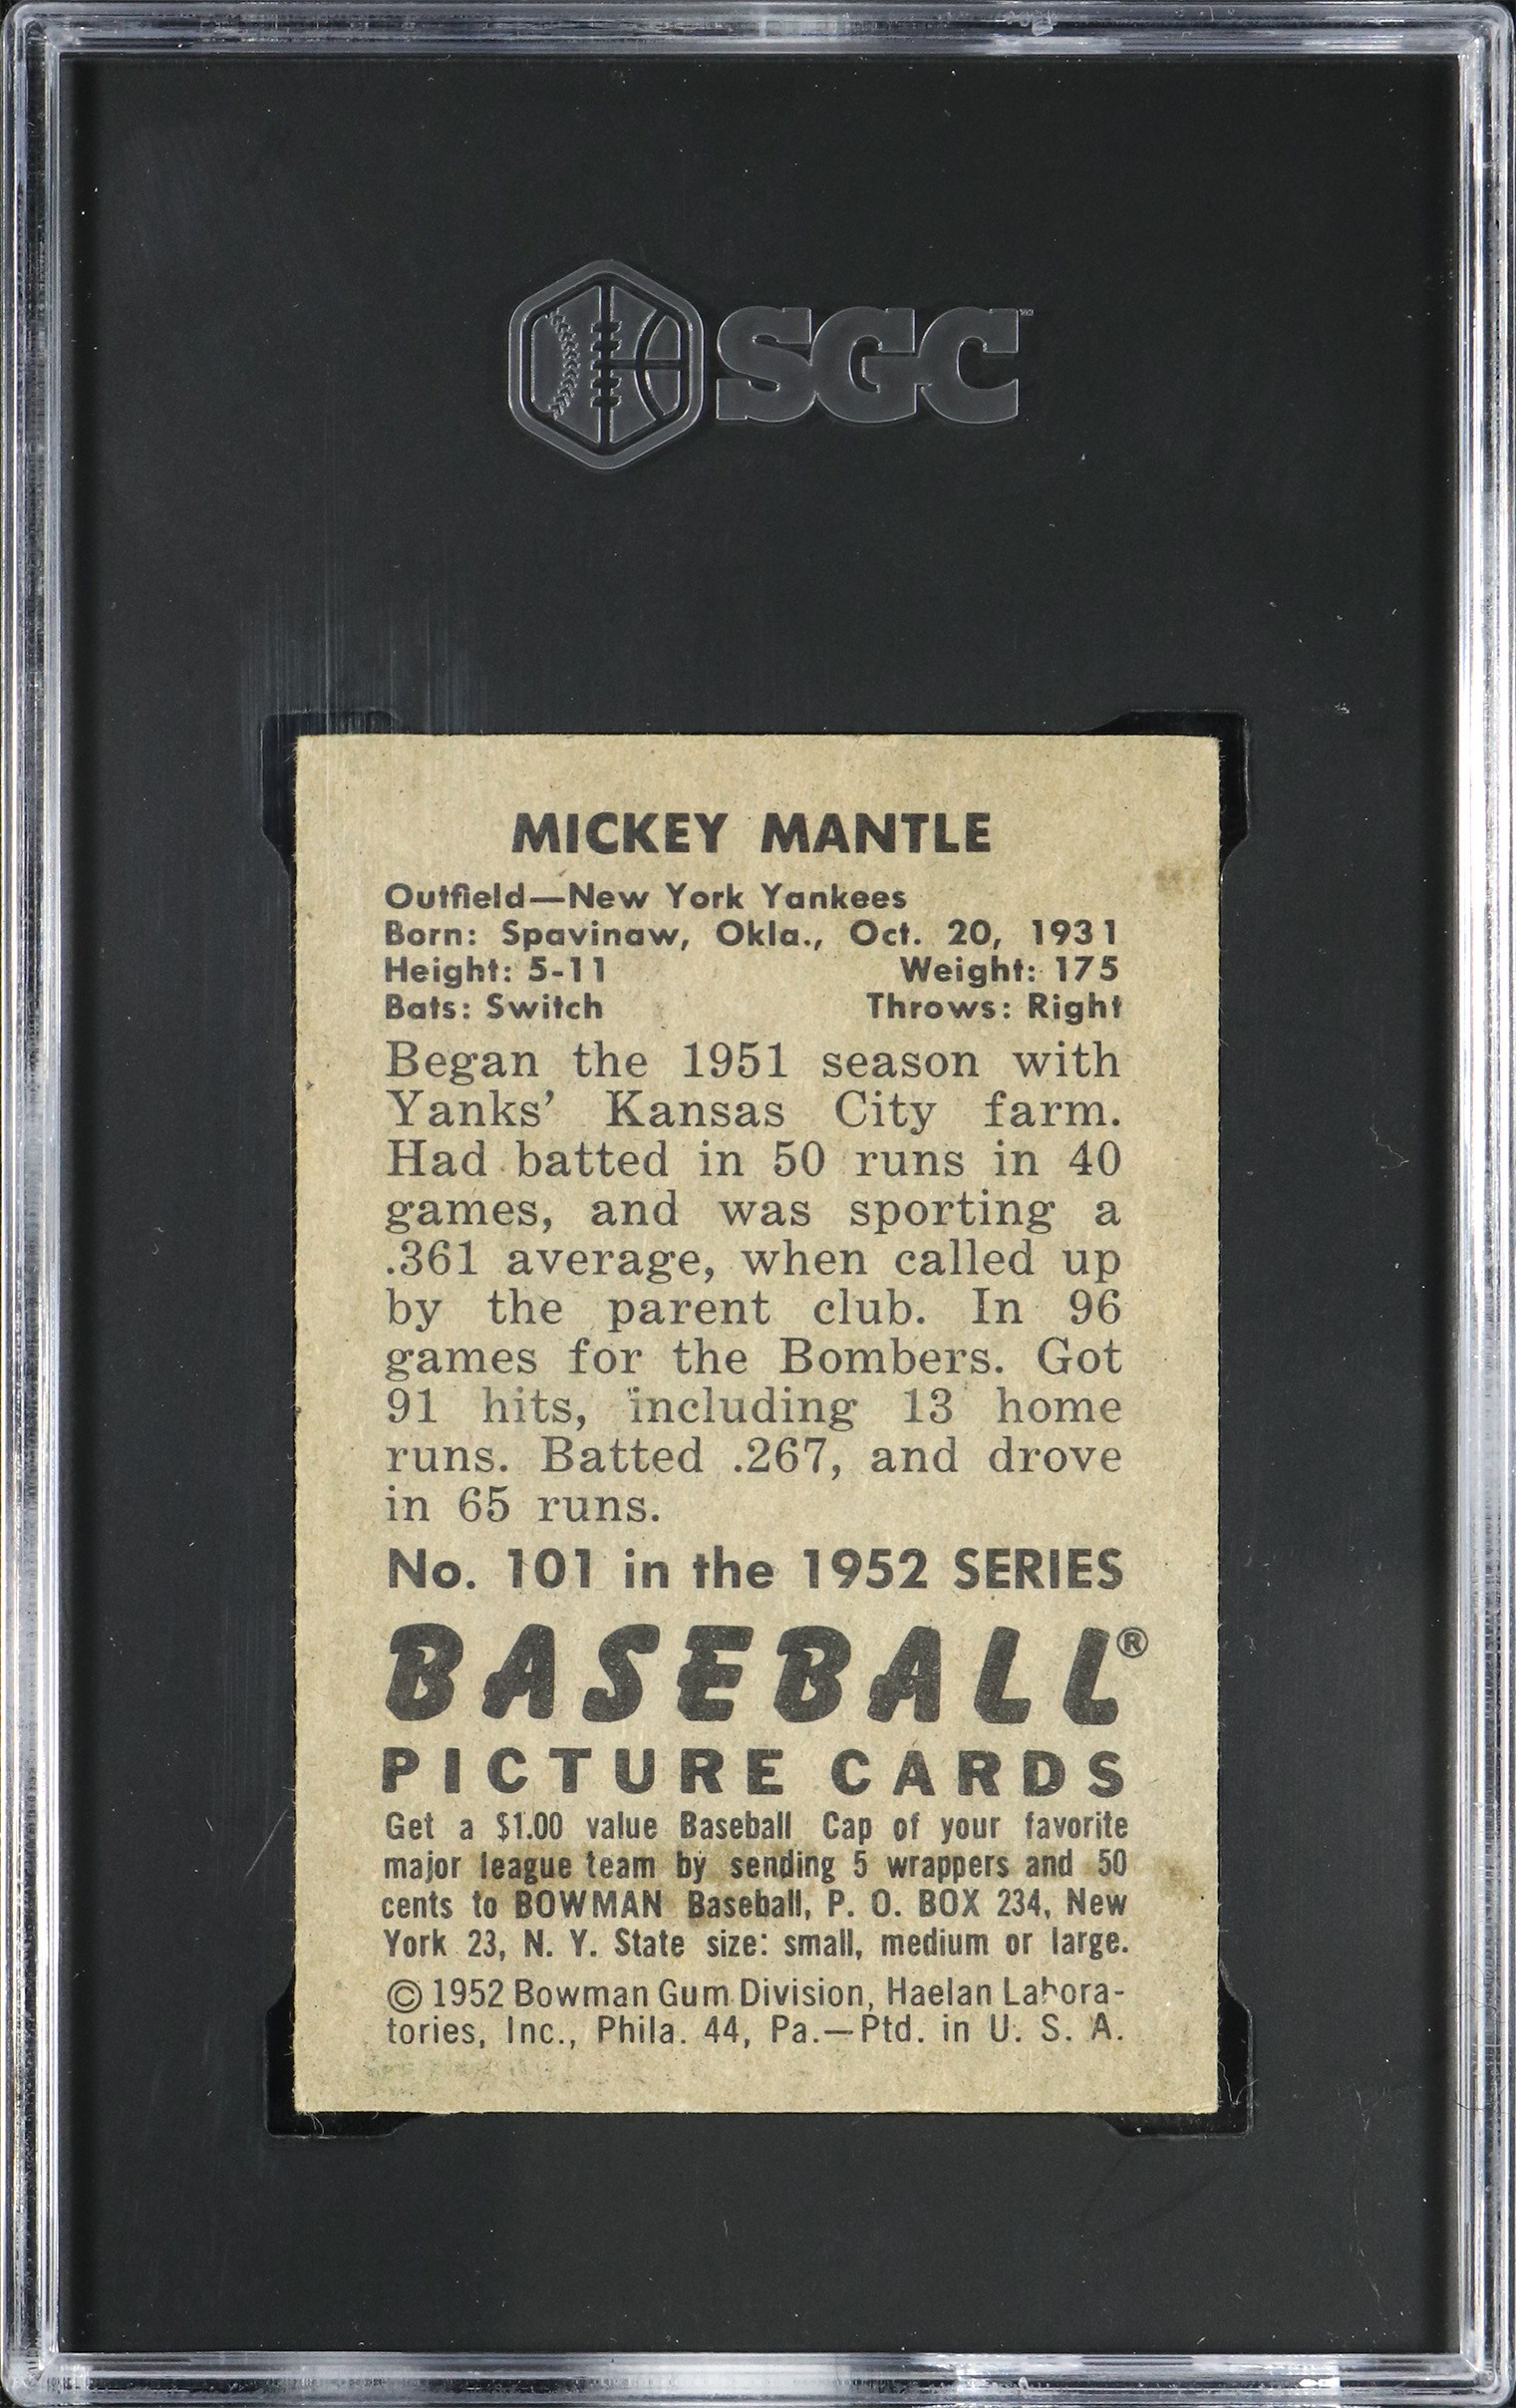 SGC
MICKEY MANTLE
Outfield—New York Yankees
Born: Spavinaw, Okla., Oct. 20, 1931
Height: 5-11 Weight: 175
Bats: Switch Throws: Right
Began the 1951 season with
Yanks' Kansas City farm.
Had batted in 50 runs in 40
games, and was sporting a
.361 average, when called up
by the parent club. In 96
games for the Bombers. Got
91 hits, including 13 home
runs. Batted .267, and drove
in 65 runs.
No. 101 in the 1952 SERIES
BASEBALL®
PICTURE CARDS
Get a $1.00 value Baseball Cap of your favorite
major league team by sending 5 wrappers and 50
cents to BOWMAN Baseball, P. O. BOX 234, New
York 23, N. Y. State size: small, medium or large.
© 1952 Bowman Gum Division, Haelan Labora-
tories, Inc., Phila. 44, Pa.—Ptd. in U. S. A.